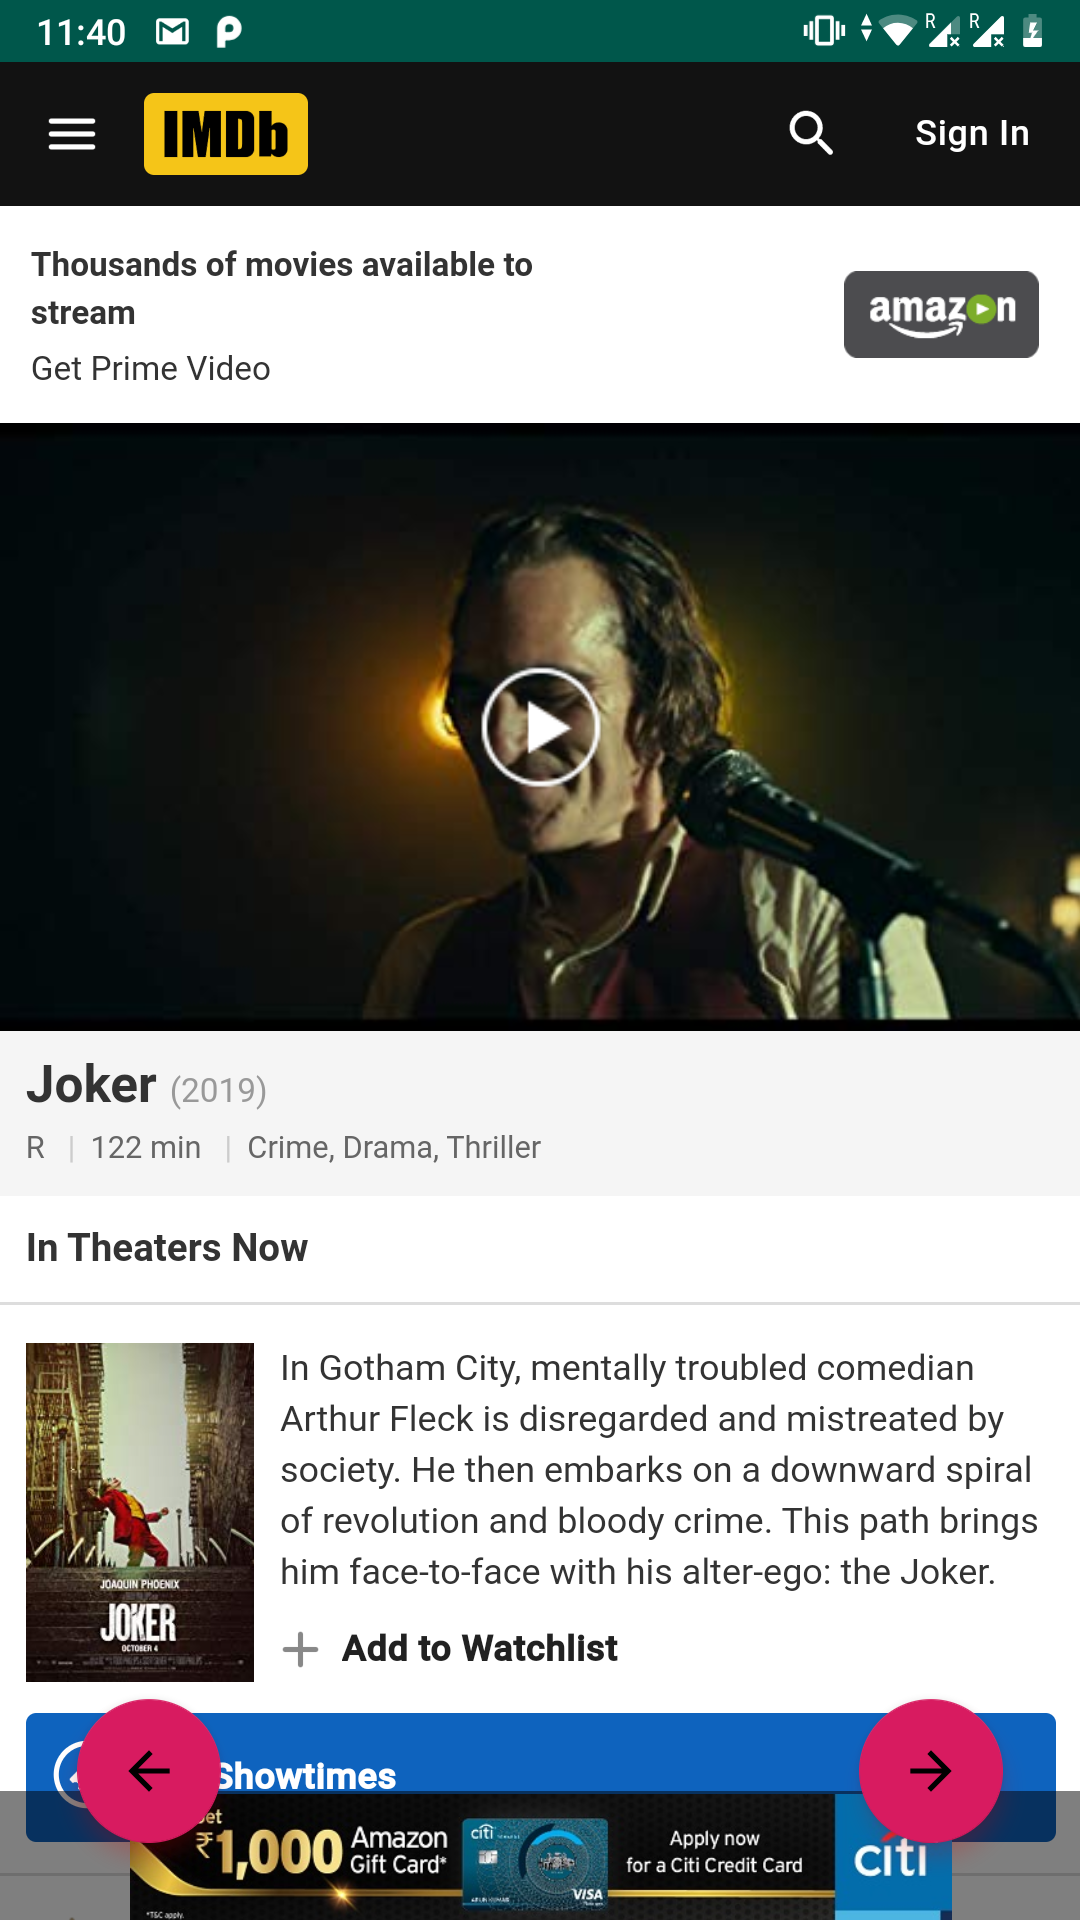 11:40
R R
IMDb
Sign In
Thousands of movies available to
stream
Get Prime Video
amazon
Joker (2019)
R | 122 min | Crime, Drama, Thriller
In Theaters Now
In Gotham City, mentally troubled comedian
Arthur Fleck is disregarded and mistreated by
society. He then embarks on a downward spiral
of revolution and bloody crime. This path brings
him face-to-face with his alter-ego: the Joker.
JOAQUIN PHOENIX
JOKER
OCTOBER 4
Add to Watchlist
Showtimes
₹1,000 Amazon
Gift Card*
citi
VISA
Apply now
for a Citi Credit Card
citi
*T&C apply.